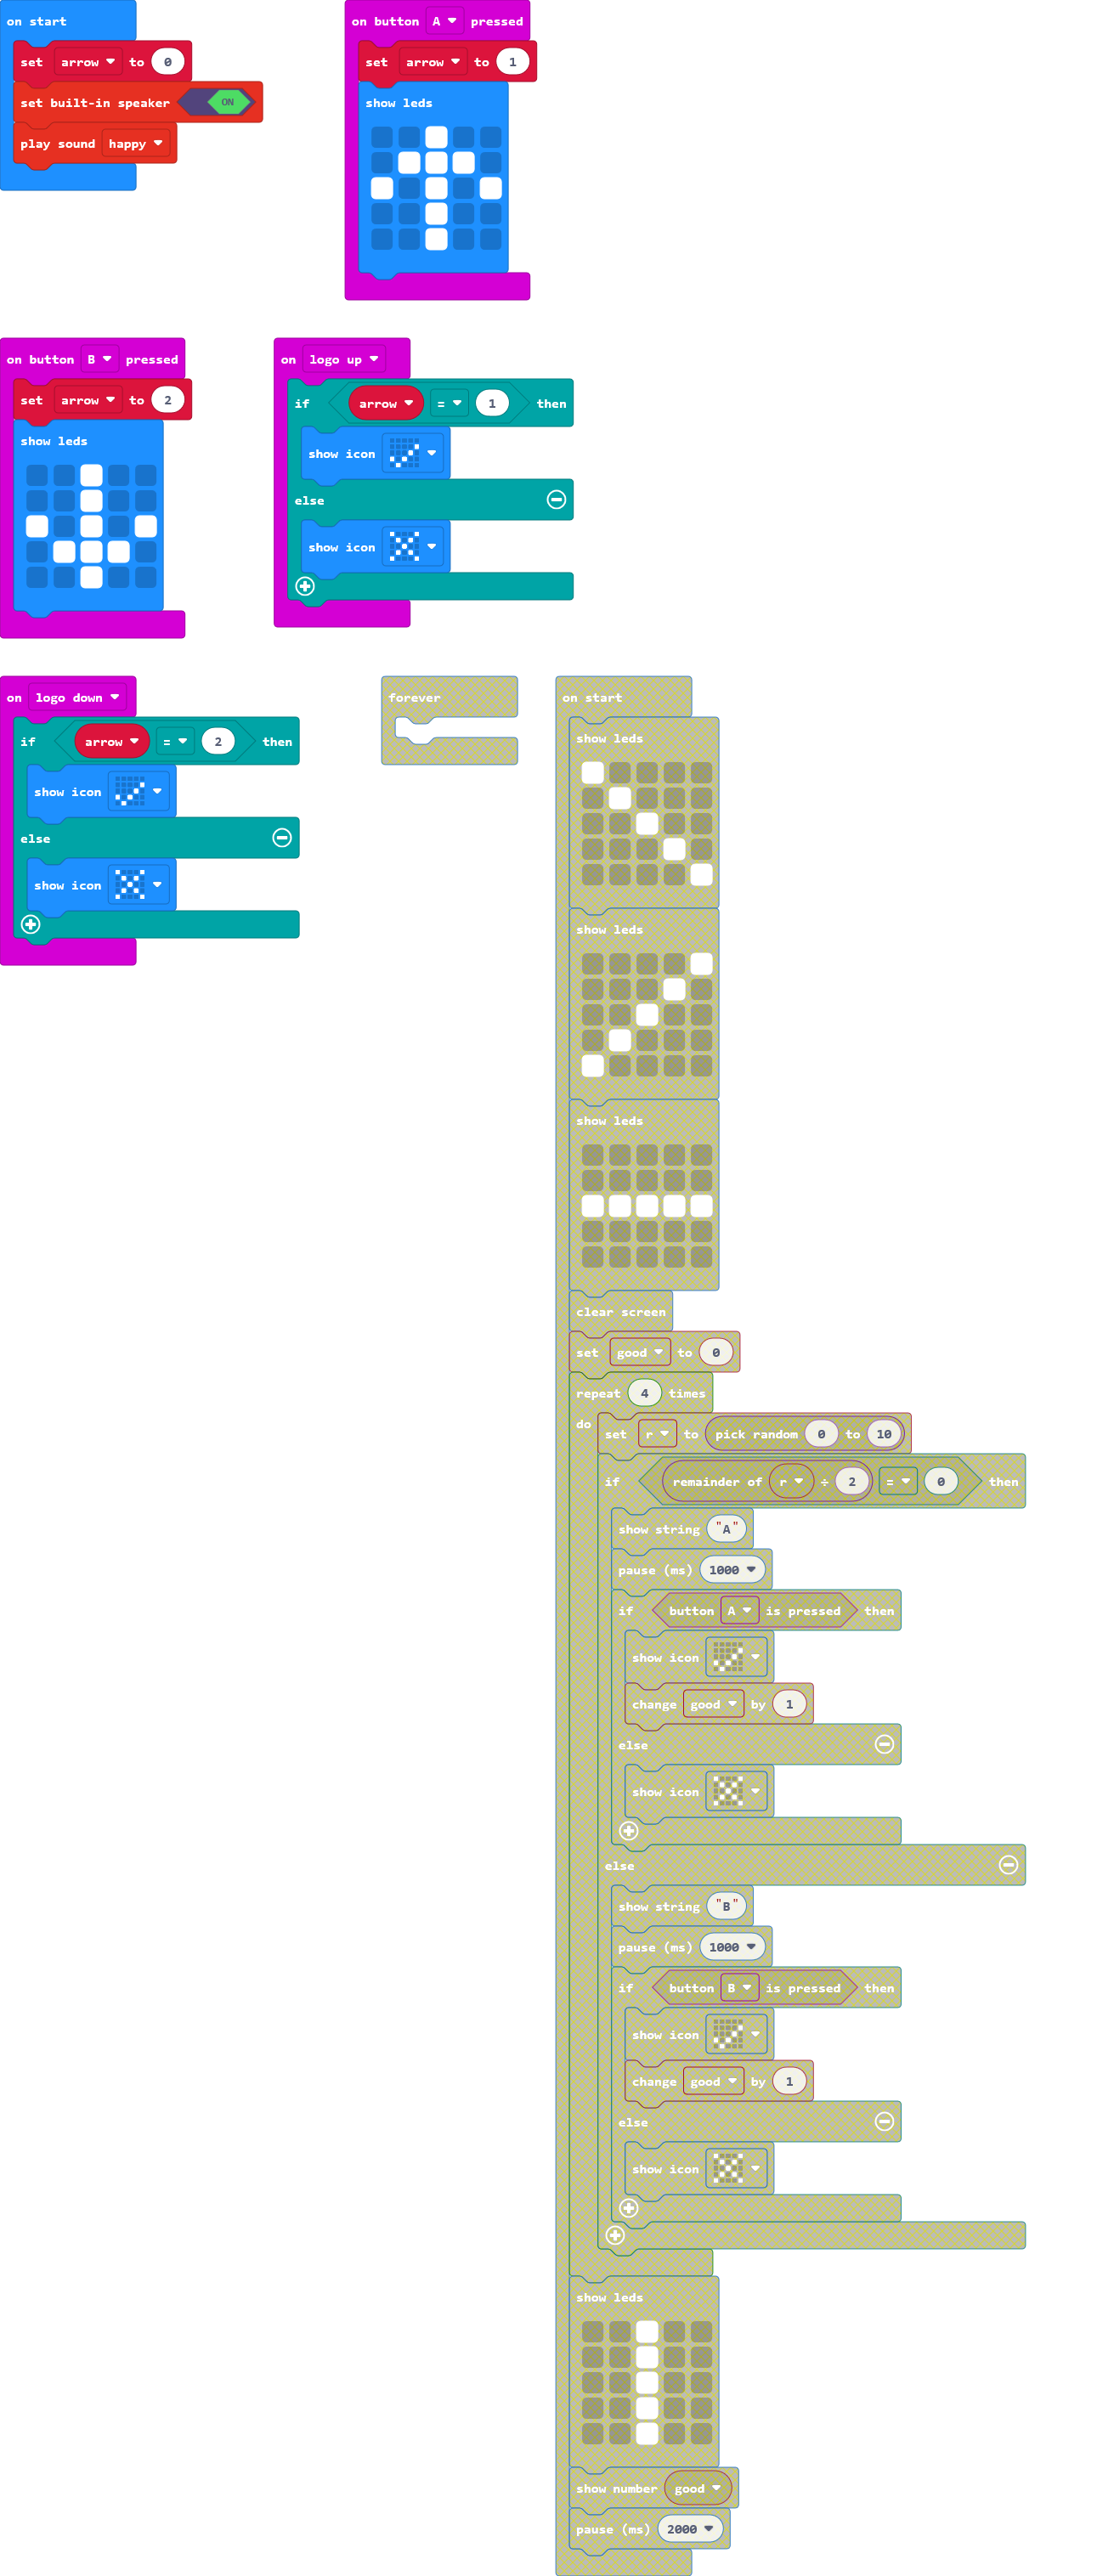 on start
set arrow to 0
set built-in speaker ON
play sound happy
on button A pressed
set arrow to 1
show leds
on button B pressed
set arrow to 2
show leds
on logo up
if arrow = 1 then
show icon
else
show icon
on logo down
if arrow = 2 then
show icon
else
show icon
forever
on start
show leds
show leds
show leds
clear screen
set good to 0
repeat 4 times
do set r to pick random 0 to 10
if remainder of r ÷ 2 = 0 then
show string "A"
pause (ms) 1000
if button A is pressed then
show icon
change good by 1
else
show icon
else
show string "B"
pause (ms) 1000
if button B is pressed then
show icon
change good by 1
else
show icon
show leds
show number good
pause (ms) 2000